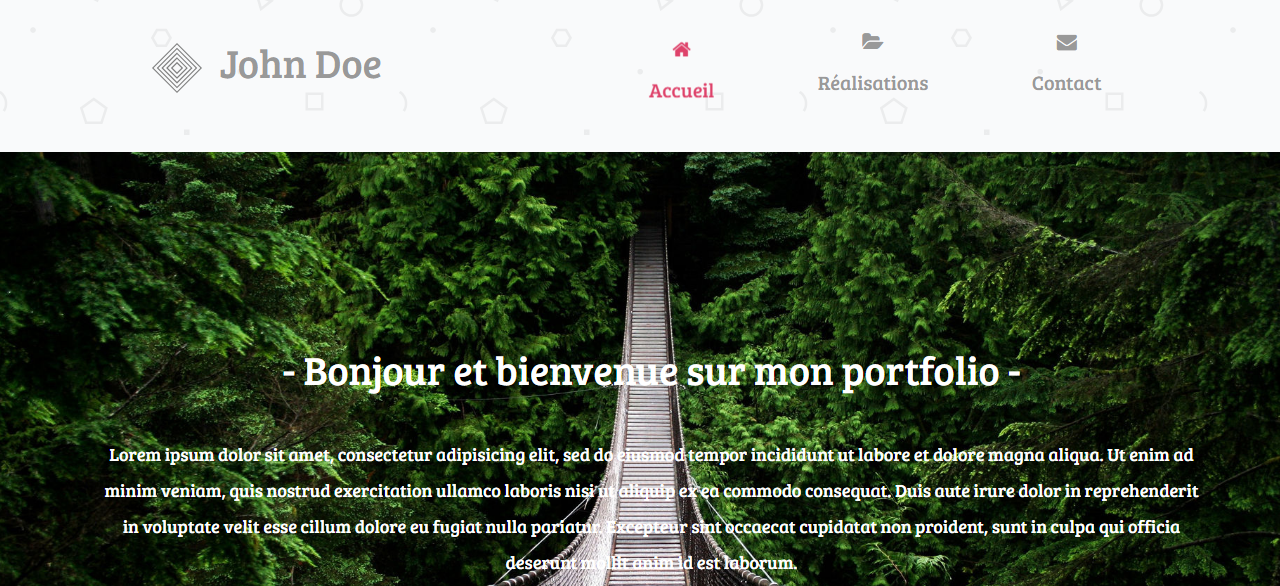 John Doe
Accueil
Réalisations
Contact
- Bonjour et bienvenue sur mon portfolio -
Lorem ipsum dolor sit amet, consectetur adipisicing elit, sed do eiusmod tempor incididunt ut labore et dolore magna aliqua. Ut enim ad
minim veniam, quis nostrud exercitation ullamco laboris nisi ut aliquip ex ea commodo consequat. Duis aute irure dolor in reprehenderit
in voluptate velit esse cillum dolore eu fugiat nulla pariatur. Excepteur sint occaecat cupidatat non proident, sunt in culpa qui officia
deserunt mollit anim id est laborum.